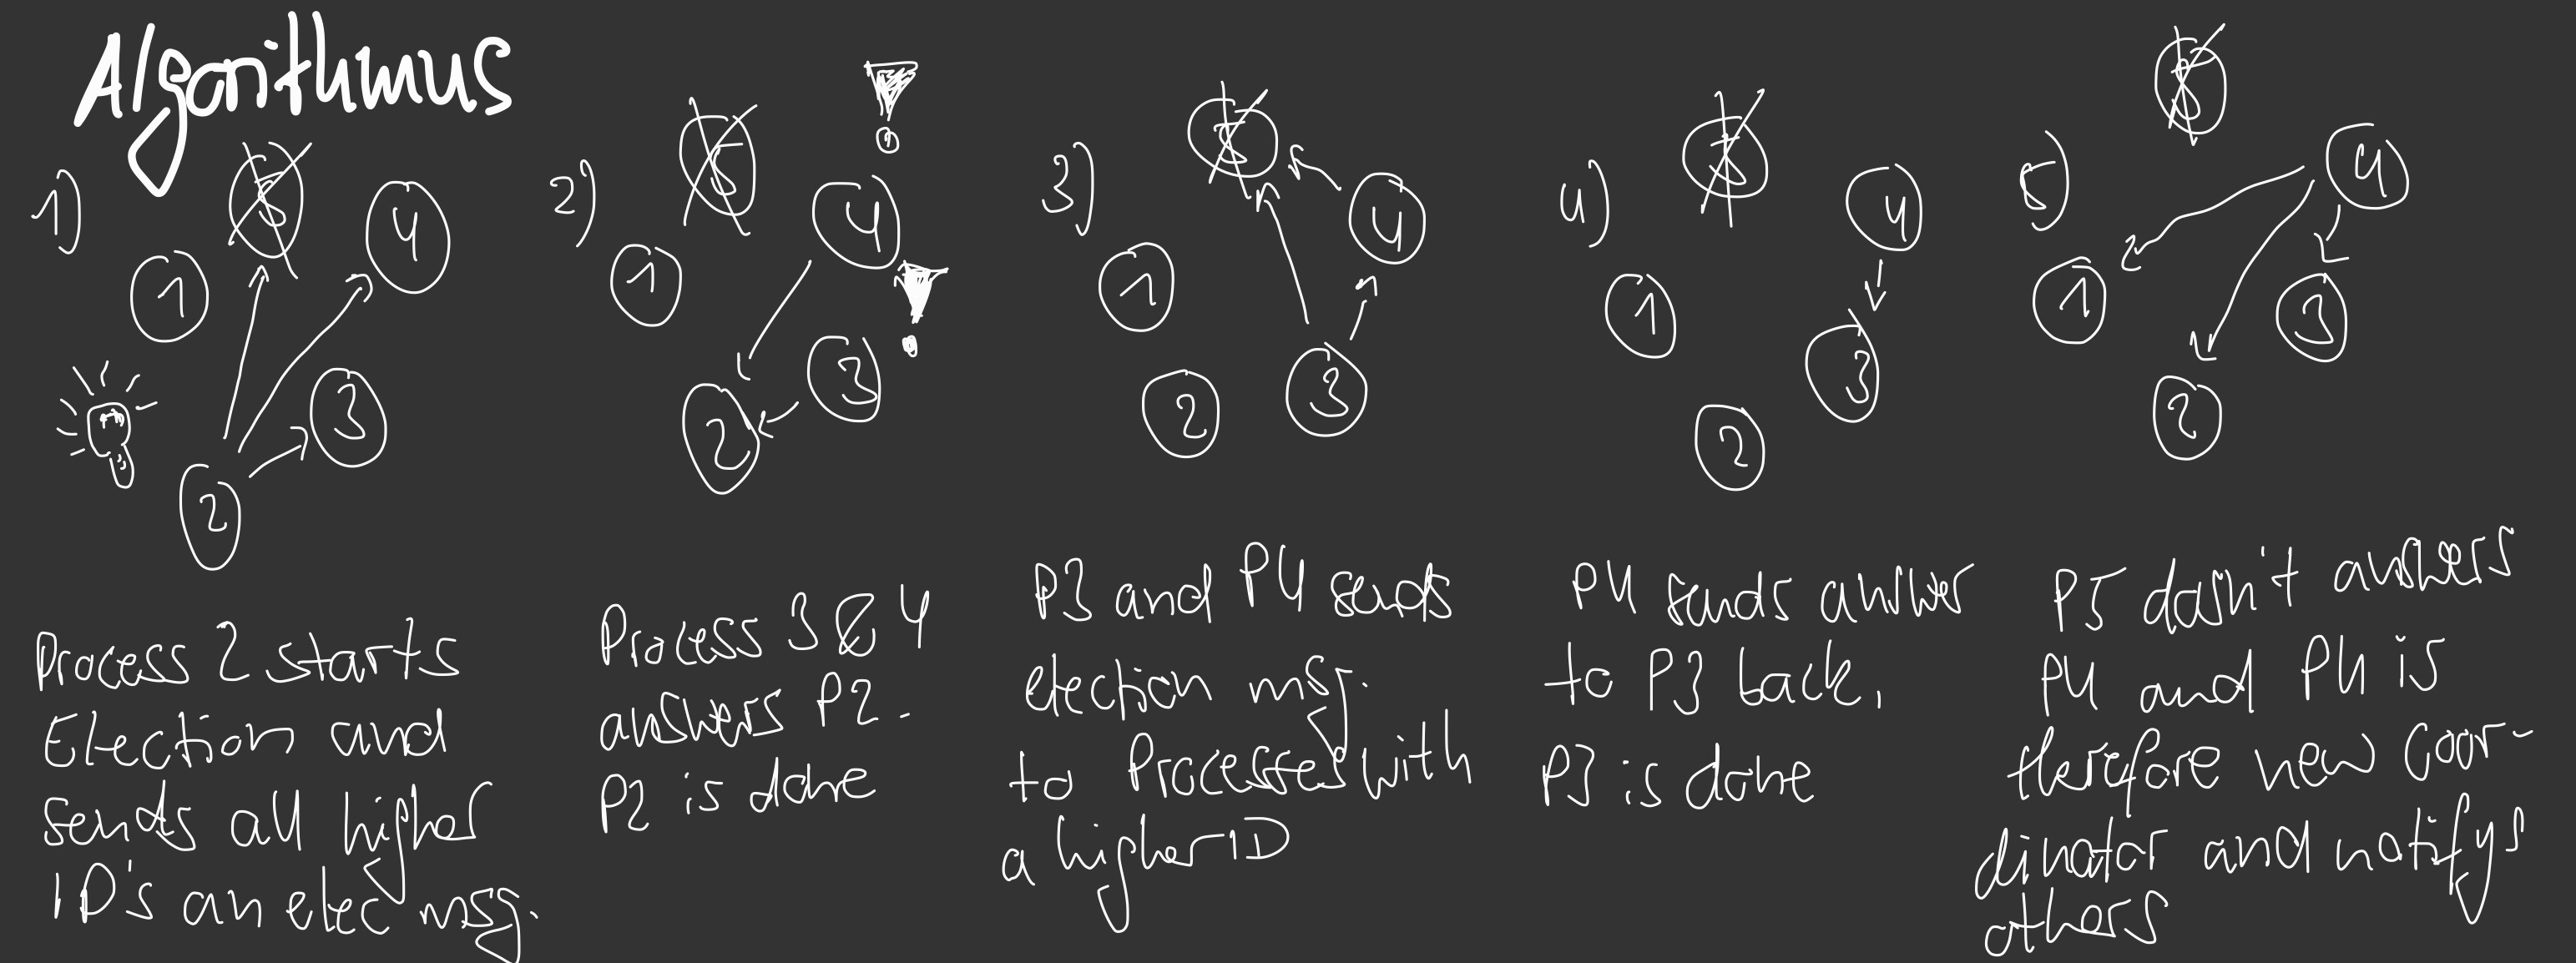 Algorithmus
1)
5
4
1
3
2
Process 2 starts
Election and
sends all higher
ID's an elec msg.
2)
5
4
1
3
2
Process 3 & 4
answers P2.
P2 is done
3)
5
4
1
3
2
P3 and P4 sends
election msg.
to Processes with
a higher ID
4)
5
4
1
3
2
P4 sends answer
to P3 back.
P3 is done
5)
5
4
1
3
2
P5 dosn't answers
P4 and P4 is
therefore new coor-
dinator and notifys
others